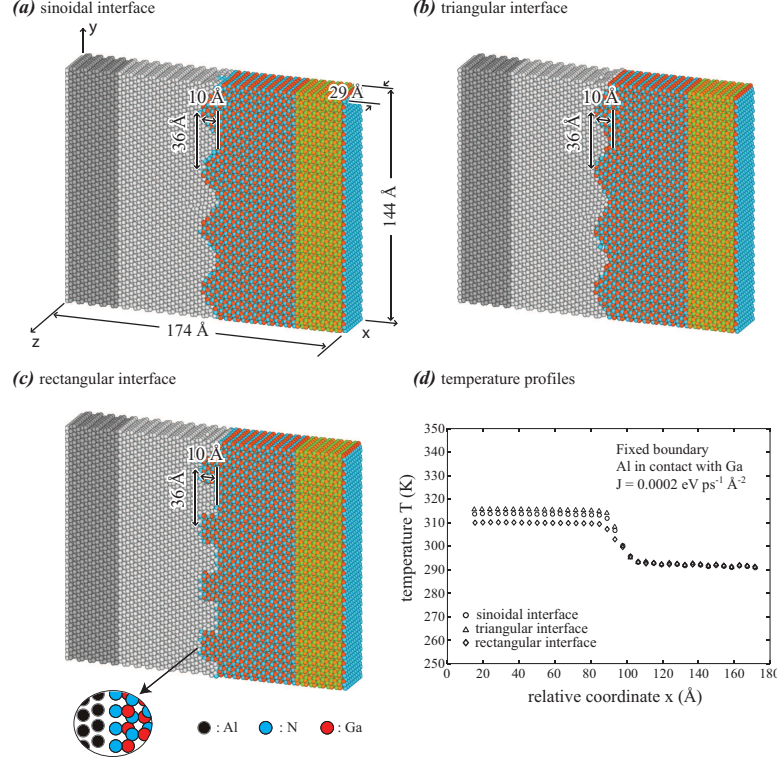 (a) sinoidal interface
y
10 Å
36 Å
29 Å
144 Å
174 Å
z
x
(b) triangular interface
10 Å
36 Å
(c) rectangular interface
10 Å
36 Å
: Al
: N
: Ga
(d) temperature profiles
350
340
330
320
310
300
290
280
270
260
250
temperature T (K)
Fixed boundary
Al in contact with Ga
J = 0.0002 eV ps⁻¹ Å⁻²
sinoidal interface
triangular interface
rectangular interface
0 20 40 60 80 100 120 140 160 180
relative coordinate x (Å)